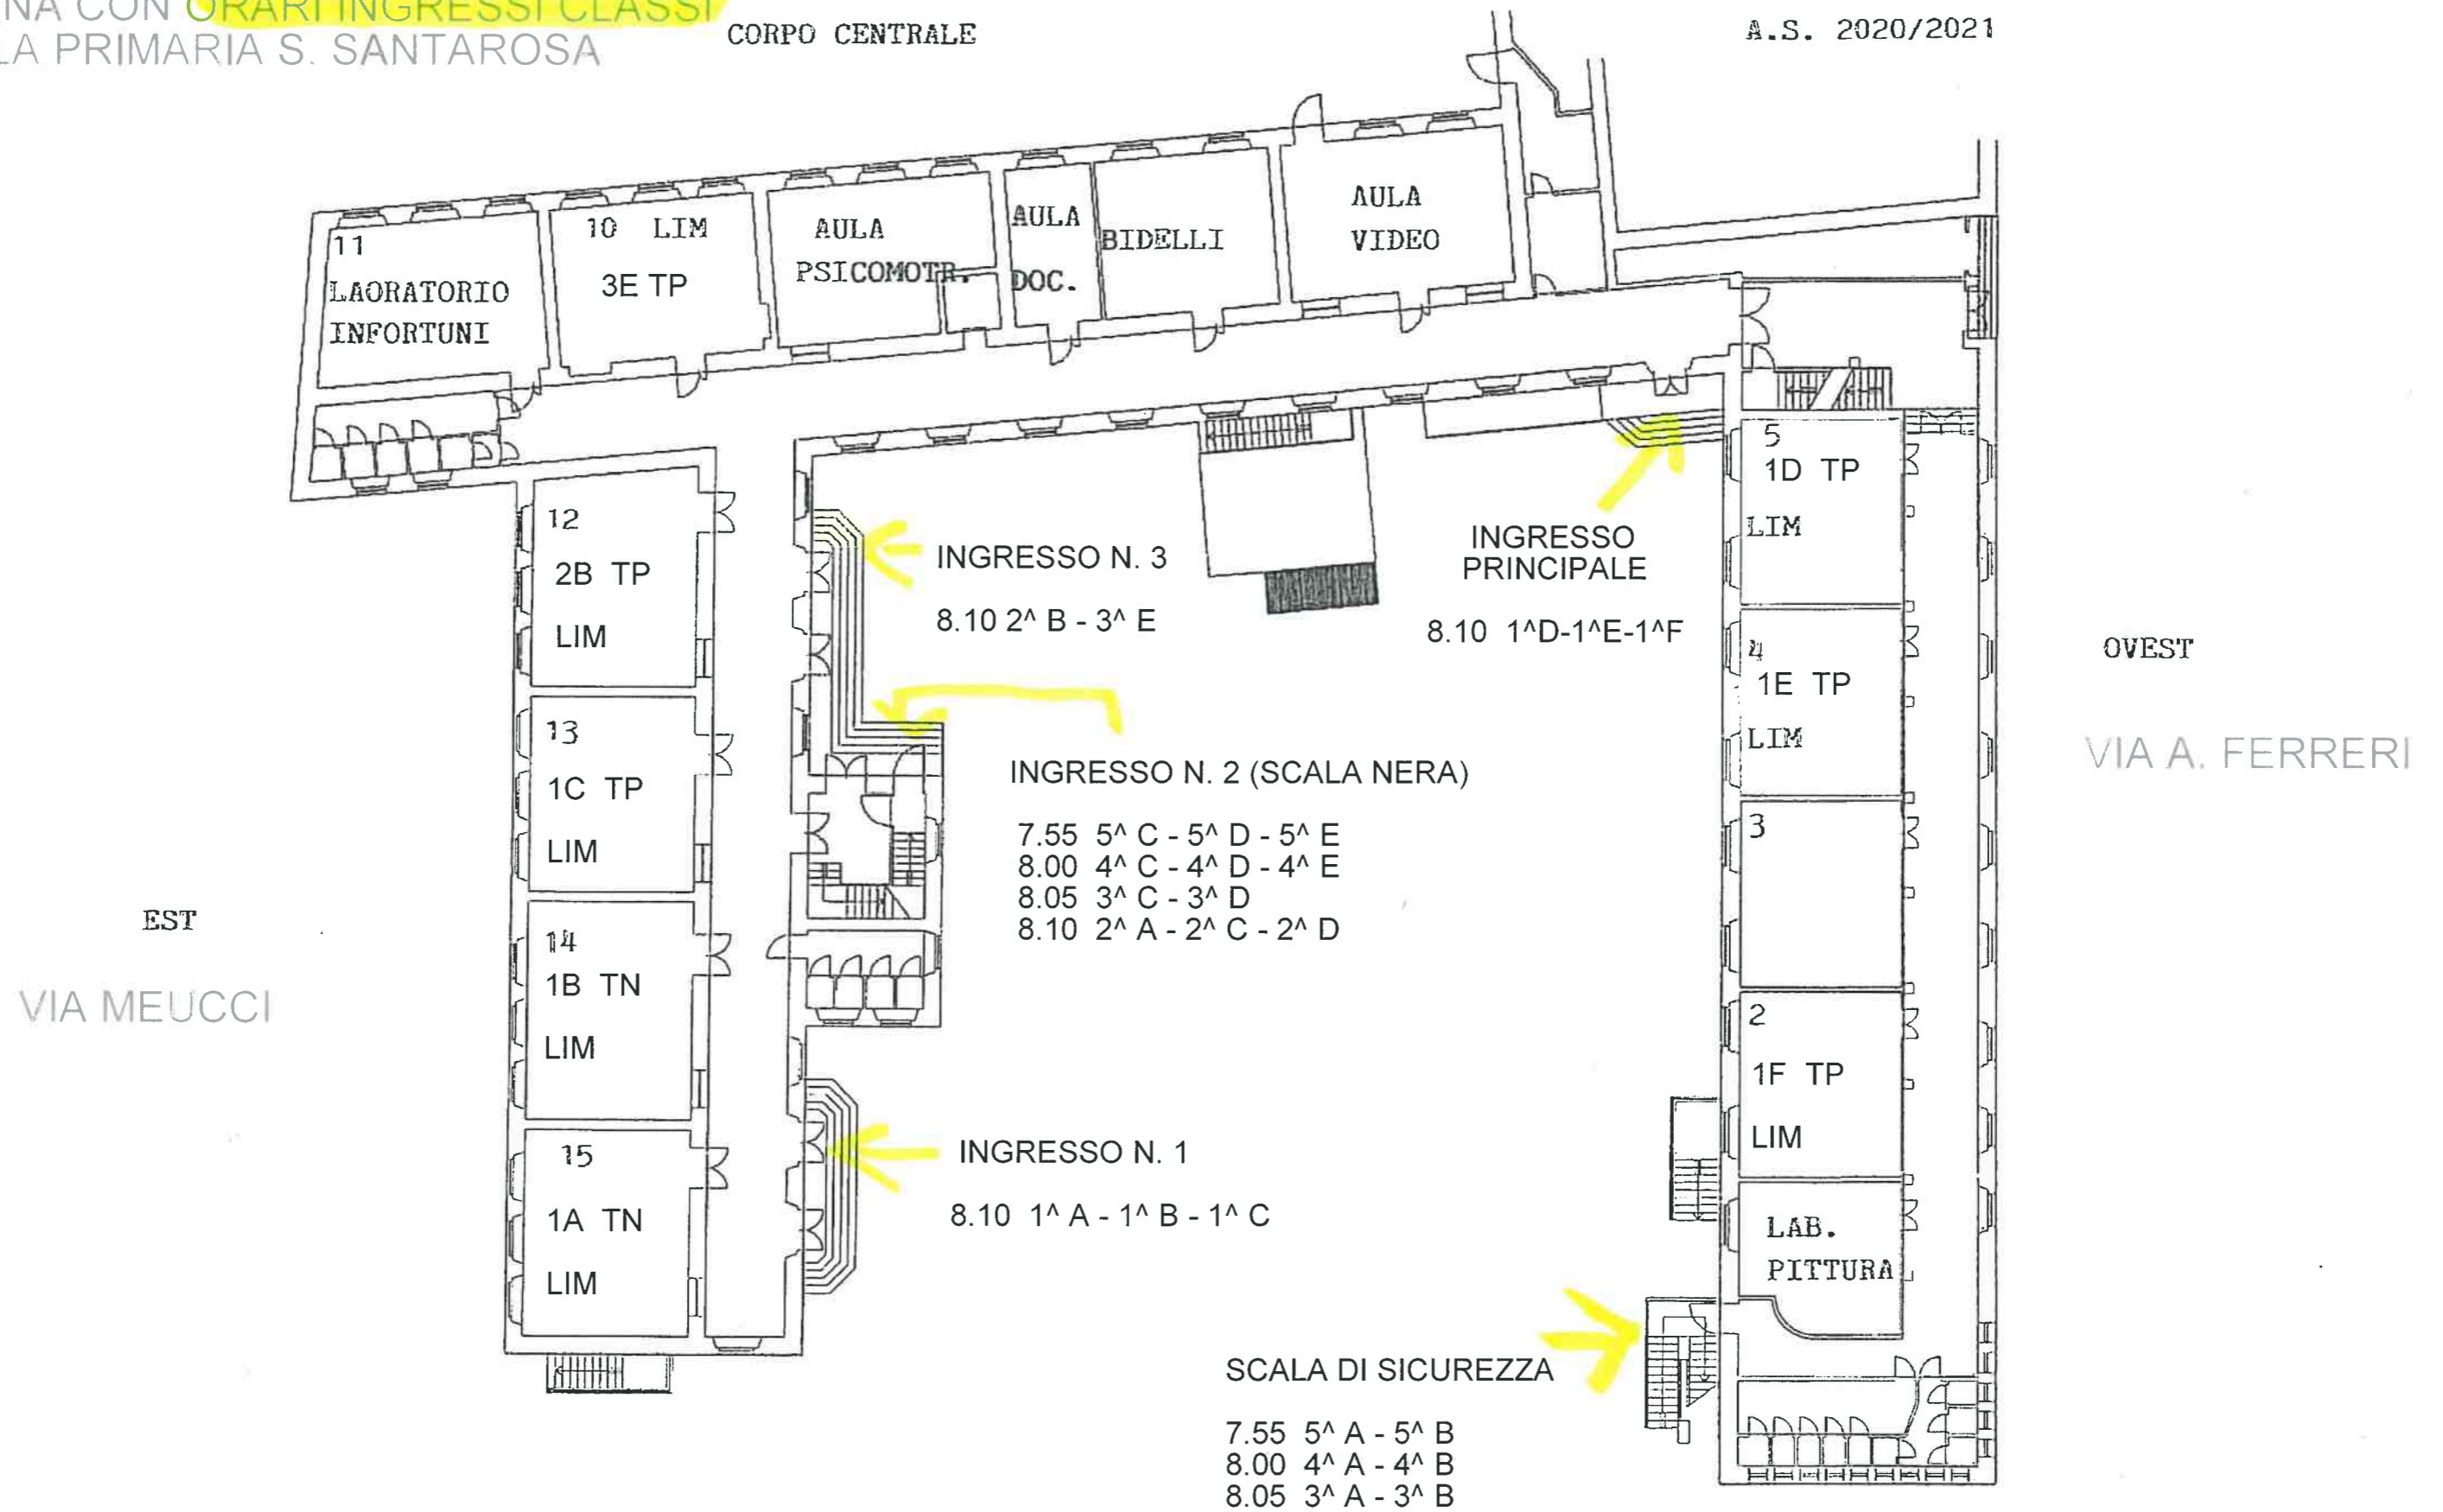 ORARI INGRESSI CLASSI
PRIMARIA S. SANTAROSA
CORPO CENTRALE
A.S. 2020/2021
11
LAORATORIO
INFORTUNI
10 LIM
3E TP
AULA
PSICOMOTR.
AULA
DOC.
BIDELLI
AULA
VIDEO
12
2B TP
LIM
13
1C TP
LIM
14
1B TN
LIM
15
1A TN
LIM
EST
VIA MEUCCI
INGRESSO N. 3
8.10 2^ B - 3^ E
INGRESSO N. 2 (SCALA NERA)
7.55 5^ C - 5^ D - 5^ E
8.00 4^ C - 4^ D - 4^ E
8.05 3^ C - 3^ D
8.10 2^ A - 2^ C - 2^ D
INGRESSO N. 1
8.10 1^ A - 1^ B - 1^ C
INGRESSO
PRINCIPALE
8.10 1^D-1^E-1^F
SCALA DI SICUREZZA
7.55 5^ A - 5^ B
8.00 4^ A - 4^ B
8.05 3^ A - 3^ B
5
1D TP
LIM
4
1E TP
LIM
3
2
1F TP
LIM
LAB.
PITTURA
OVEST
VIA A. FERRERI